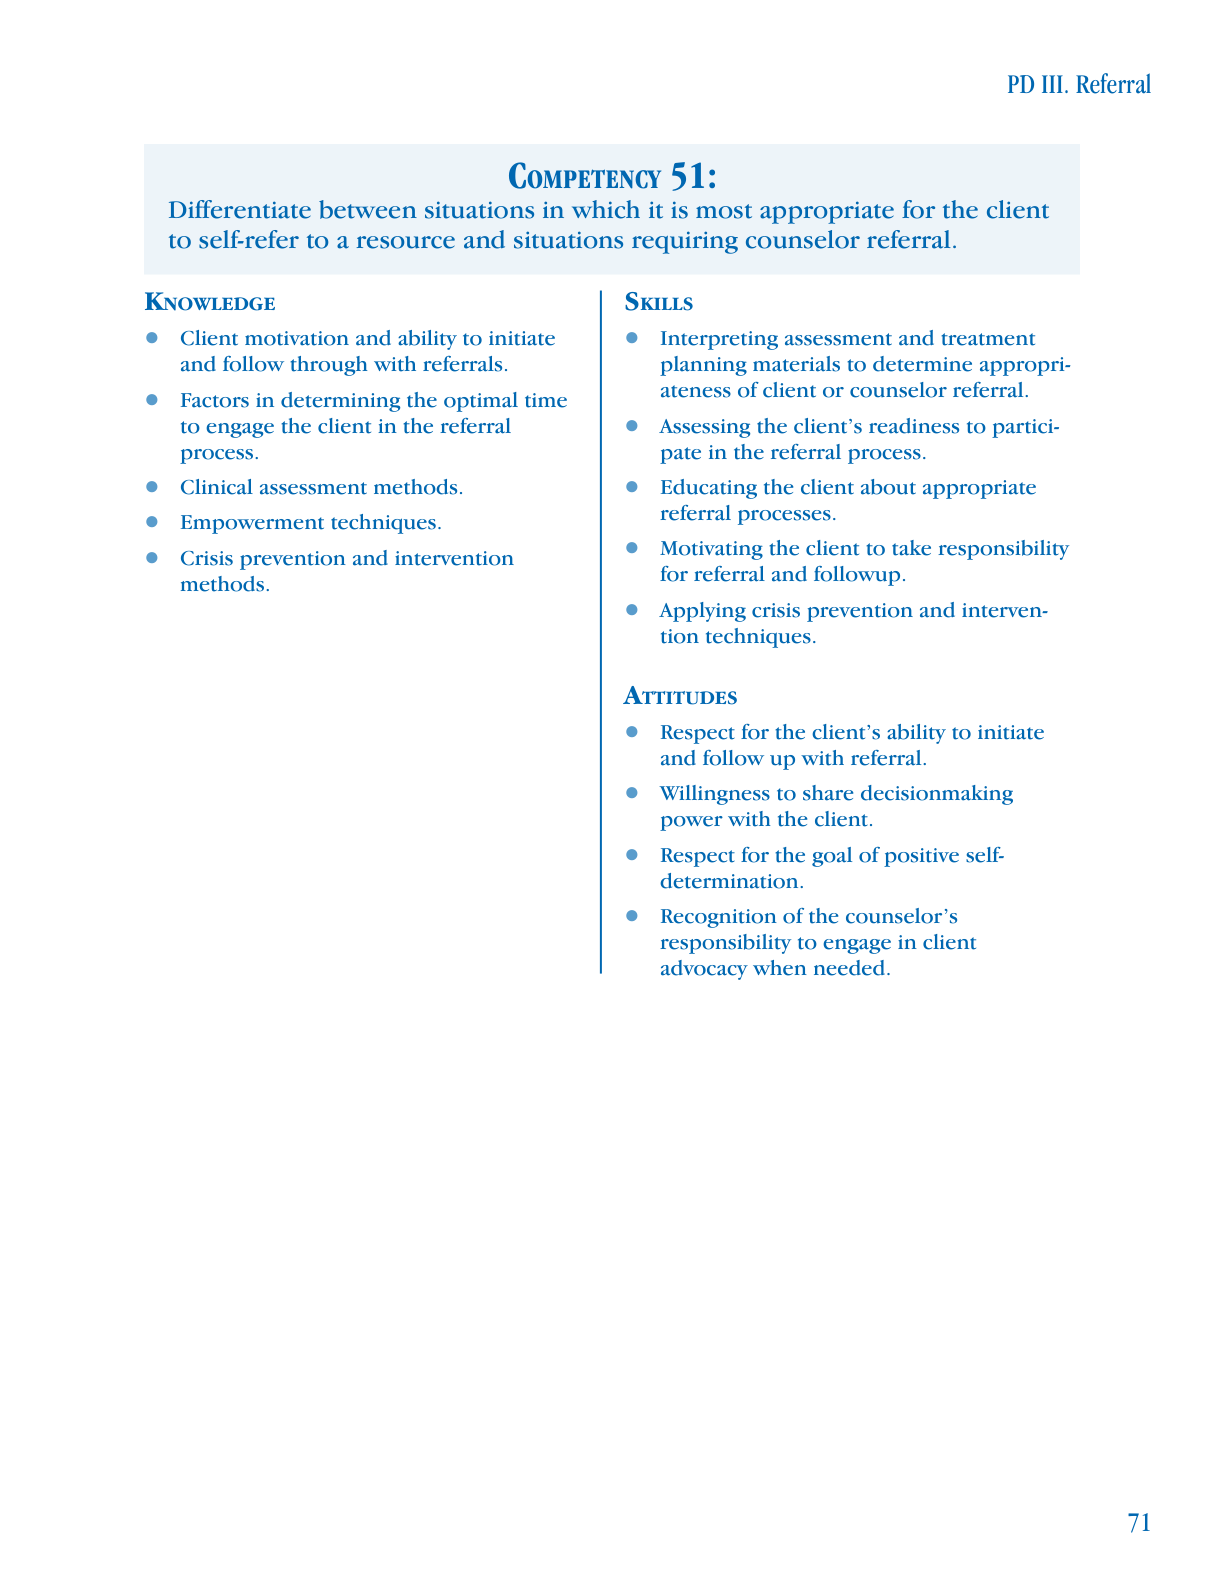 PD III. Referral
COMPETENCY 51:
Differentiate between situations in which it is most appropriate for the client
to self-refer to a resource and situations requiring counselor referral.
KNOWLEDGE
● Client motivation and ability to initiate
and follow through with referrals.
● Factors in determining the optimal time
to engage the client in the referral
process.
● Clinical assessment methods.
● Empowerment techniques.
● Crisis prevention and intervention
methods.
SKILLS
● Interpreting assessment and treatment
planning materials to determine appropri-
ateness of client or counselor referral.
● Assessing the client’s readiness to partici-
pate in the referral process.
● Educating the client about appropriate
referral processes.
● Motivating the client to take responsibility
for referral and followup.
● Applying crisis prevention and interven-
tion techniques.
ATTITUDES
● Respect for the client’s ability to initiate
and follow up with referral.
● Willingness to share decisionmaking
power with the client.
● Respect for the goal of positive self-
determination.
● Recognition of the counselor’s
responsibility to engage in client
advocacy when needed.
71